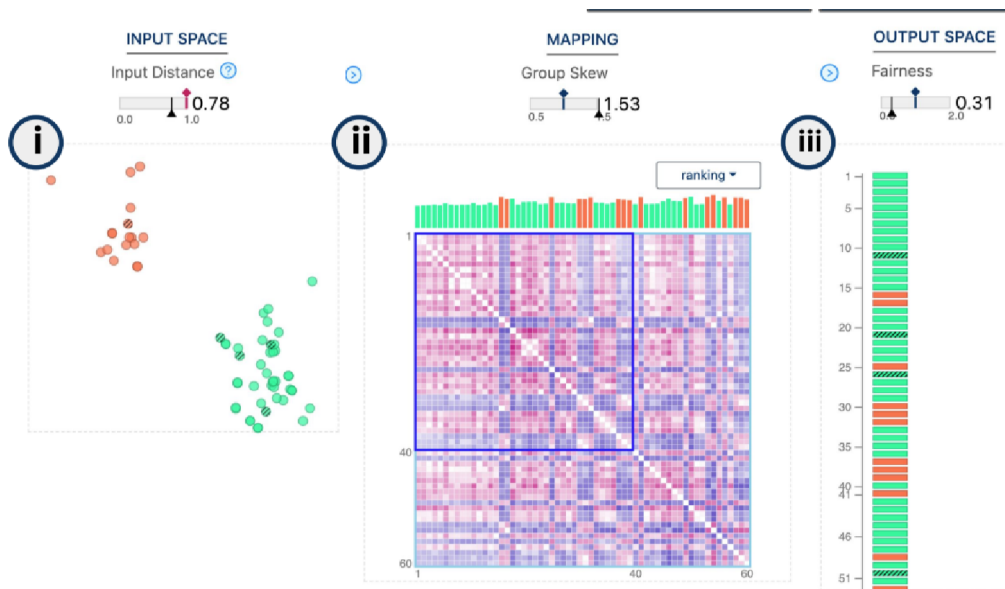 INPUT SPACE
Input Distance ?
0.78
0.0
1.0
MAPPING
Group Skew
1.53
0.5
OUTPUT SPACE
Fairness
0.31
2.0
i
ii
iii
ranking
1
40
60
1
40
60
1
5
10
15
20
25
30
35
40
41
46
51